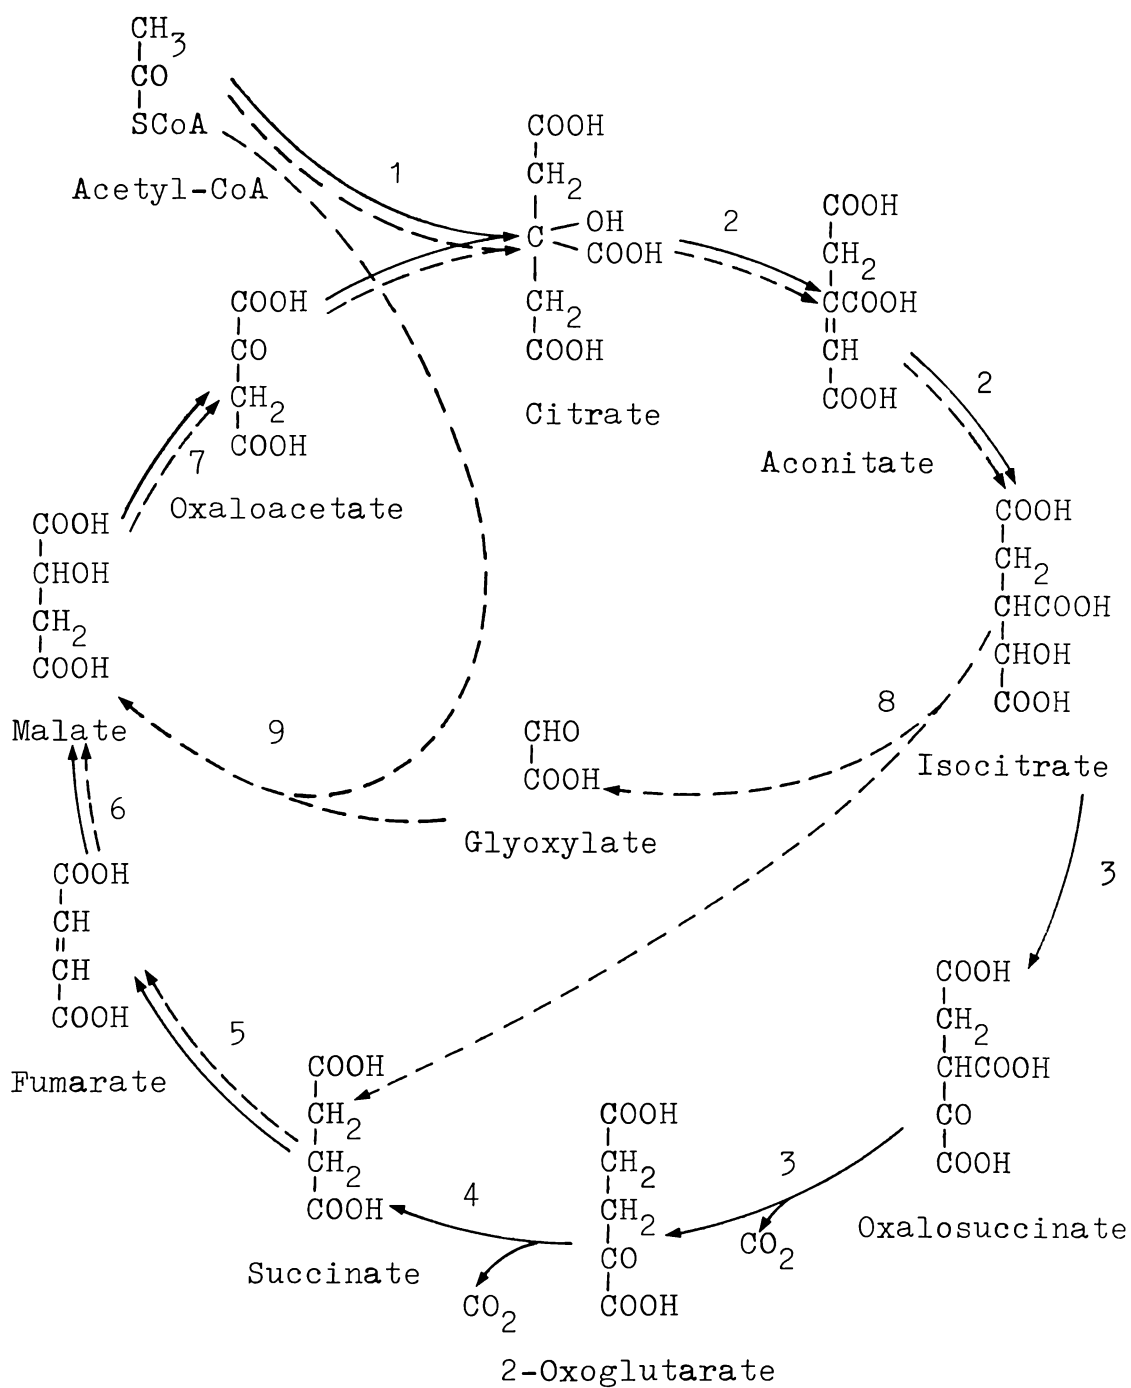 CH3
CO
SCoA
Acetyl-CoA
1
COOH
CH2
C
OH
COOH
CH2
COOH
Citrate
2
COOH
CH2
CCOOH
CH
COOH
Aconitate
2
COOH
CO
CH2
COOH
Oxaloacetate
7
COOH
CHOH
CH2
COOH
Malate
COOH
CH2
CHCOOH
CHOH
COOH
Isocitrate
8
9
CHO
COOH
Glyoxylate
6
3
COOH
CH
CH
COOH
Fumarate
5
COOH
CH2
CHCOOH
CO
COOH
Oxalosuccinate
3
CO2
COOH
CH2
CH2
COOH
Succinate
4
CO2
COOH
CH2
CH2
CO
COOH
2-Oxoglutarate